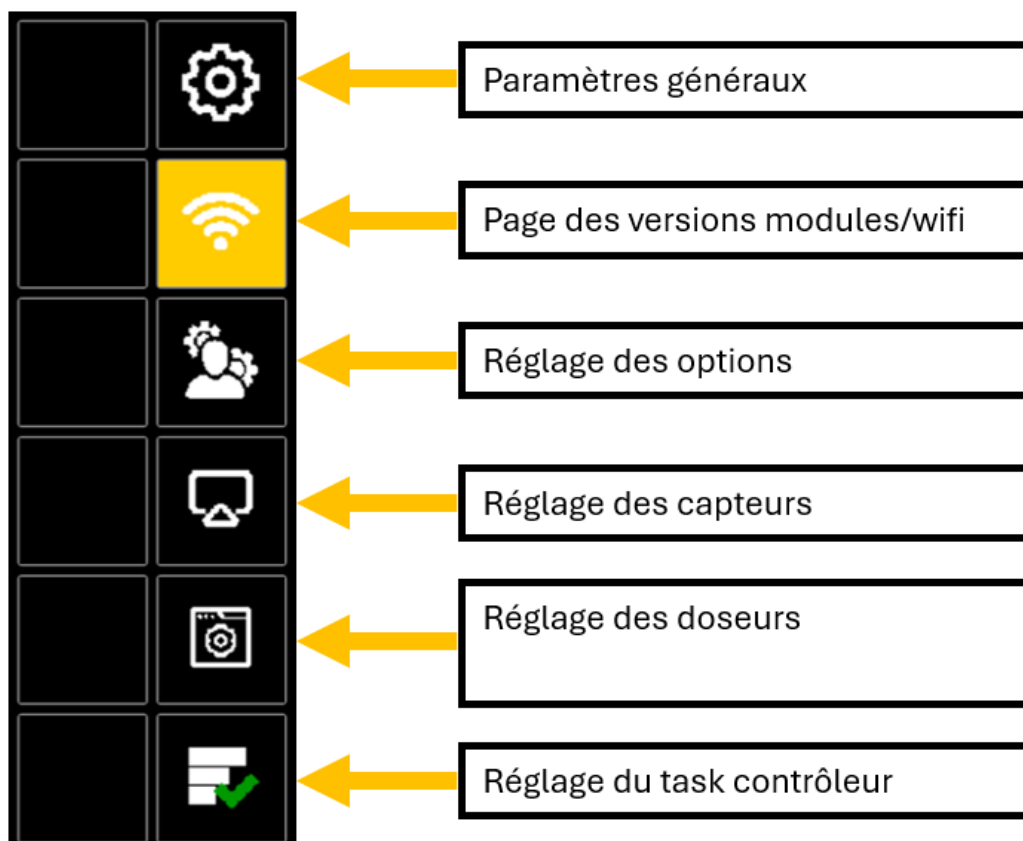 Paramètres généraux
Page des versions modules/wifi
Réglage des options
Réglage des capteurs
Réglage des doseurs
Réglage du task contrôleur